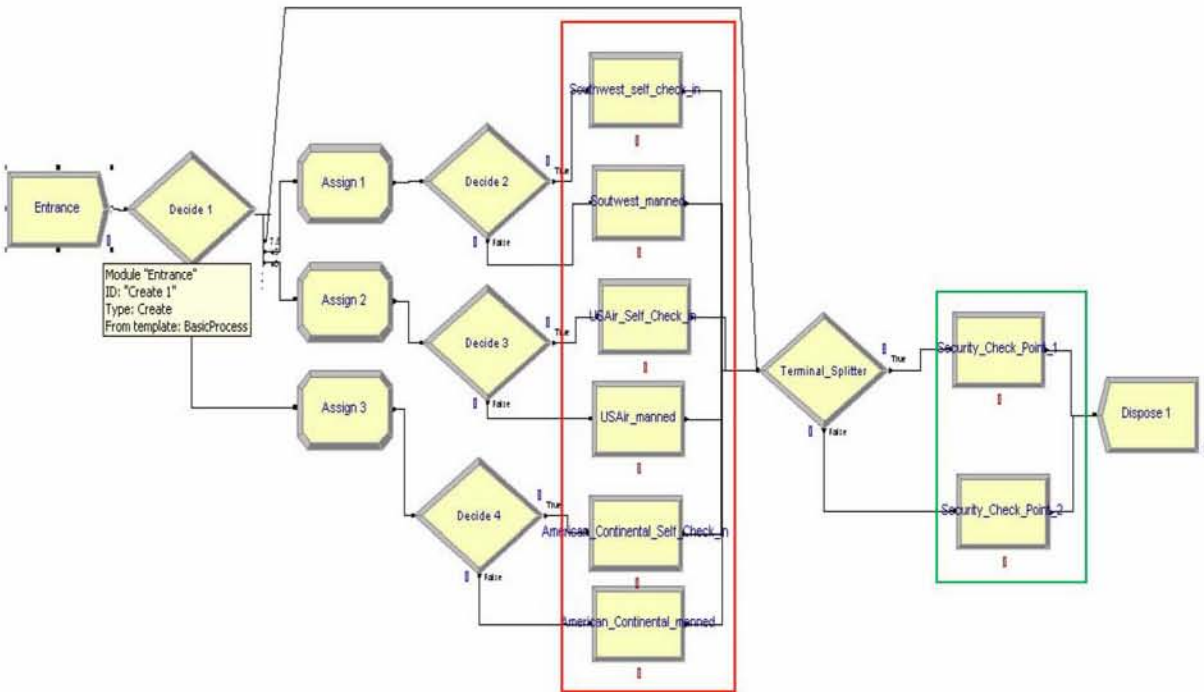 Entrance
Decide 1
Module "Entrance"
ID: "Create 1"
Type: Create
From template: BasicProcess
Assign 1
Assign 2
Assign 3
Decide 2
True
False
Decide 3
True
False
Decide 4
True
False
Southwest_self_check_in
Soutwest_manned
USAir_Self_Check_in
USAir_manned
American_Continental_Self_Check_in
American_Continental_manned
Terminal_Splitter
True
False
Security_Check_Point_1
Security_Check_Point_2
Dispose 1